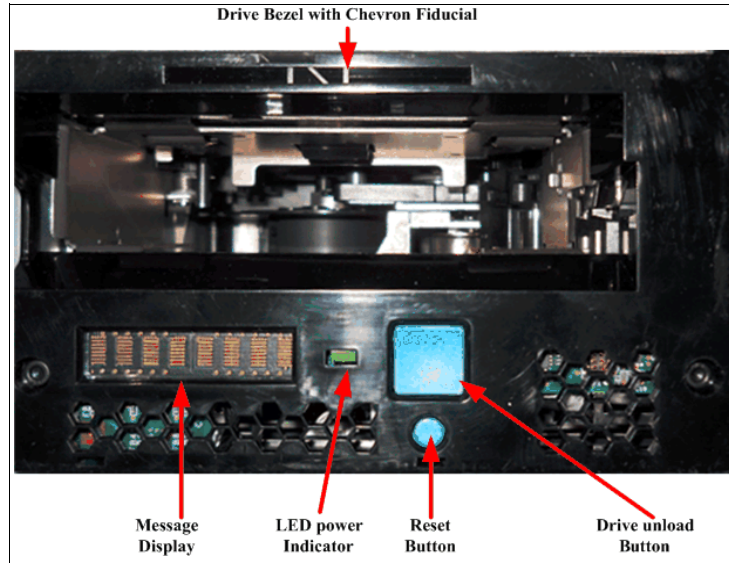 Drive Bezel with Chevron Fiducial
Message
Display
LED power
Indicator
Reset
Button
Drive unload
Button